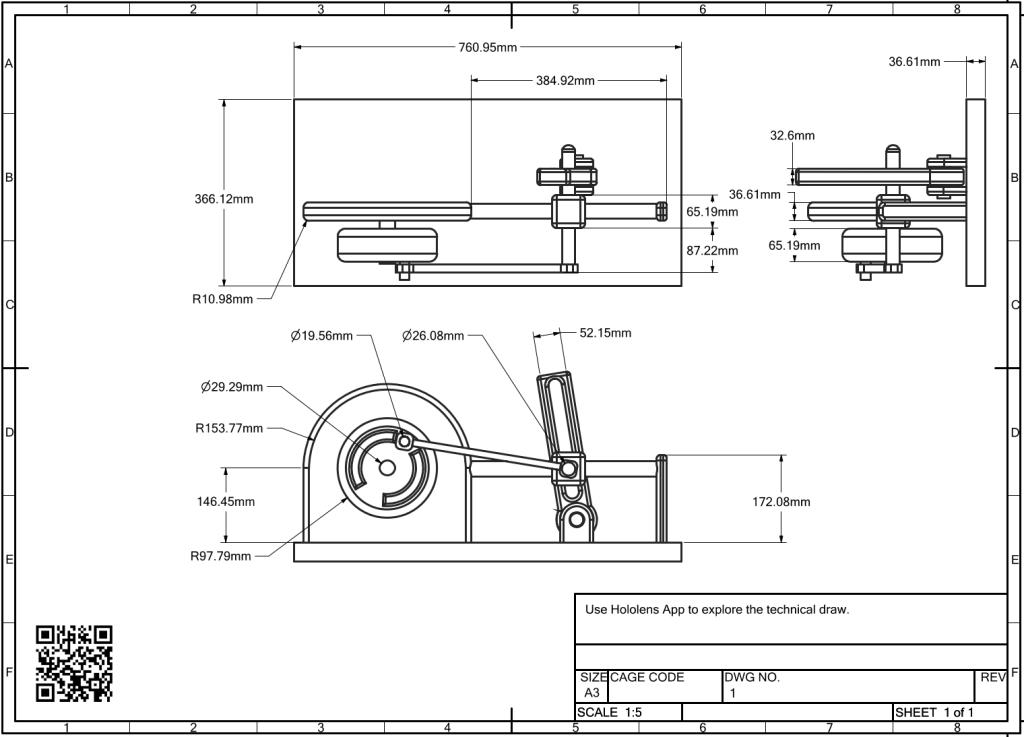 1 2 3 4 5 6 7 8
A A
760.95mm
36.61mm
384.92mm
32.6mm
B B
366.12mm
36.61mm
65.19mm
65.19mm
87.22mm
R10.98mm
C C
Ø19.56mm Ø26.08mm 52.15mm
Ø29.29mm
R153.77mm
D D
146.45mm
172.08mm
R97.79mm
E E
Use Hololens App to explore the technical draw.
F F
SIZE CAGE CODE DWG NO. REV
A3 1
SCALE 1:5 SHEET 1 of 1
1 2 3 4 5 6 7 8